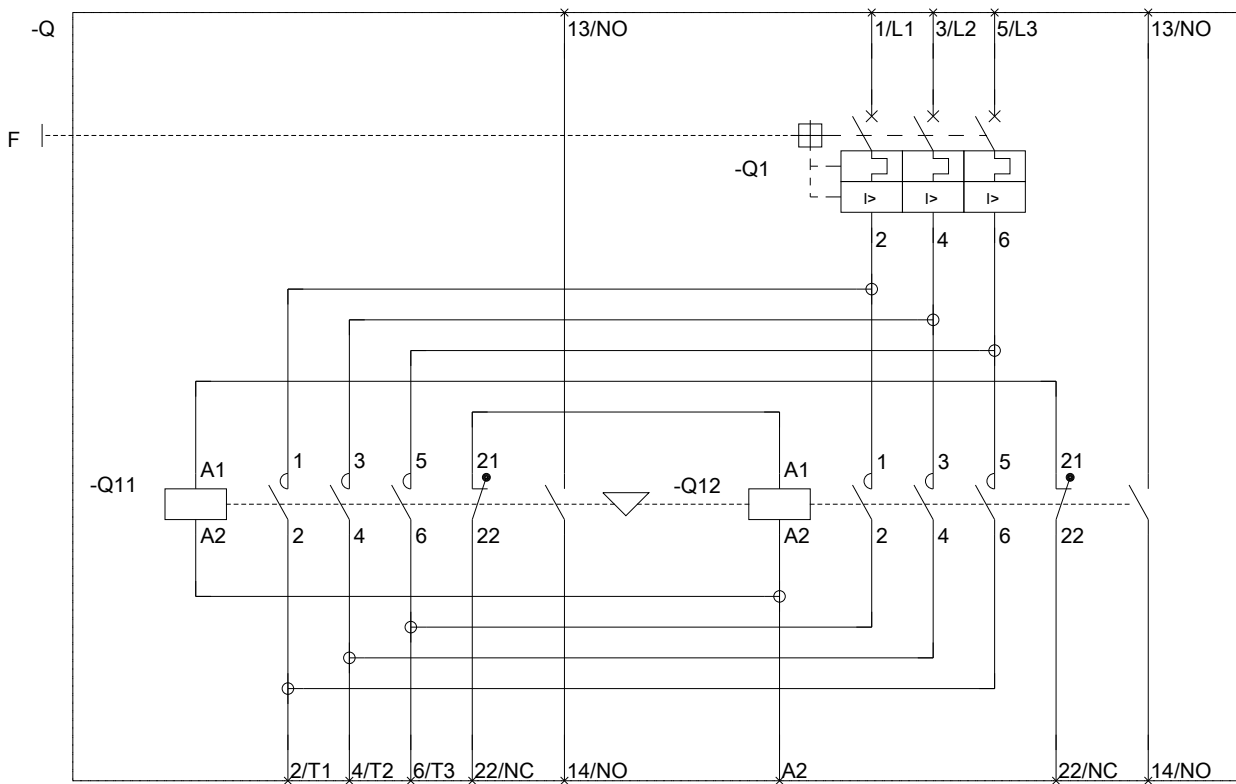 -Q 13/NO 1/L1 3/L2 5/L3 13/NO
F
-Q1
I> I> I>
2 4 6
1 3 5 21 1 3 5 21
A1 A1
-Q11 -Q12
A2 2 4 6 22 A2 2 4 6 22
2/T1 4/T2 6/T3 22/NC 14/NO A2 22/NC 14/NO